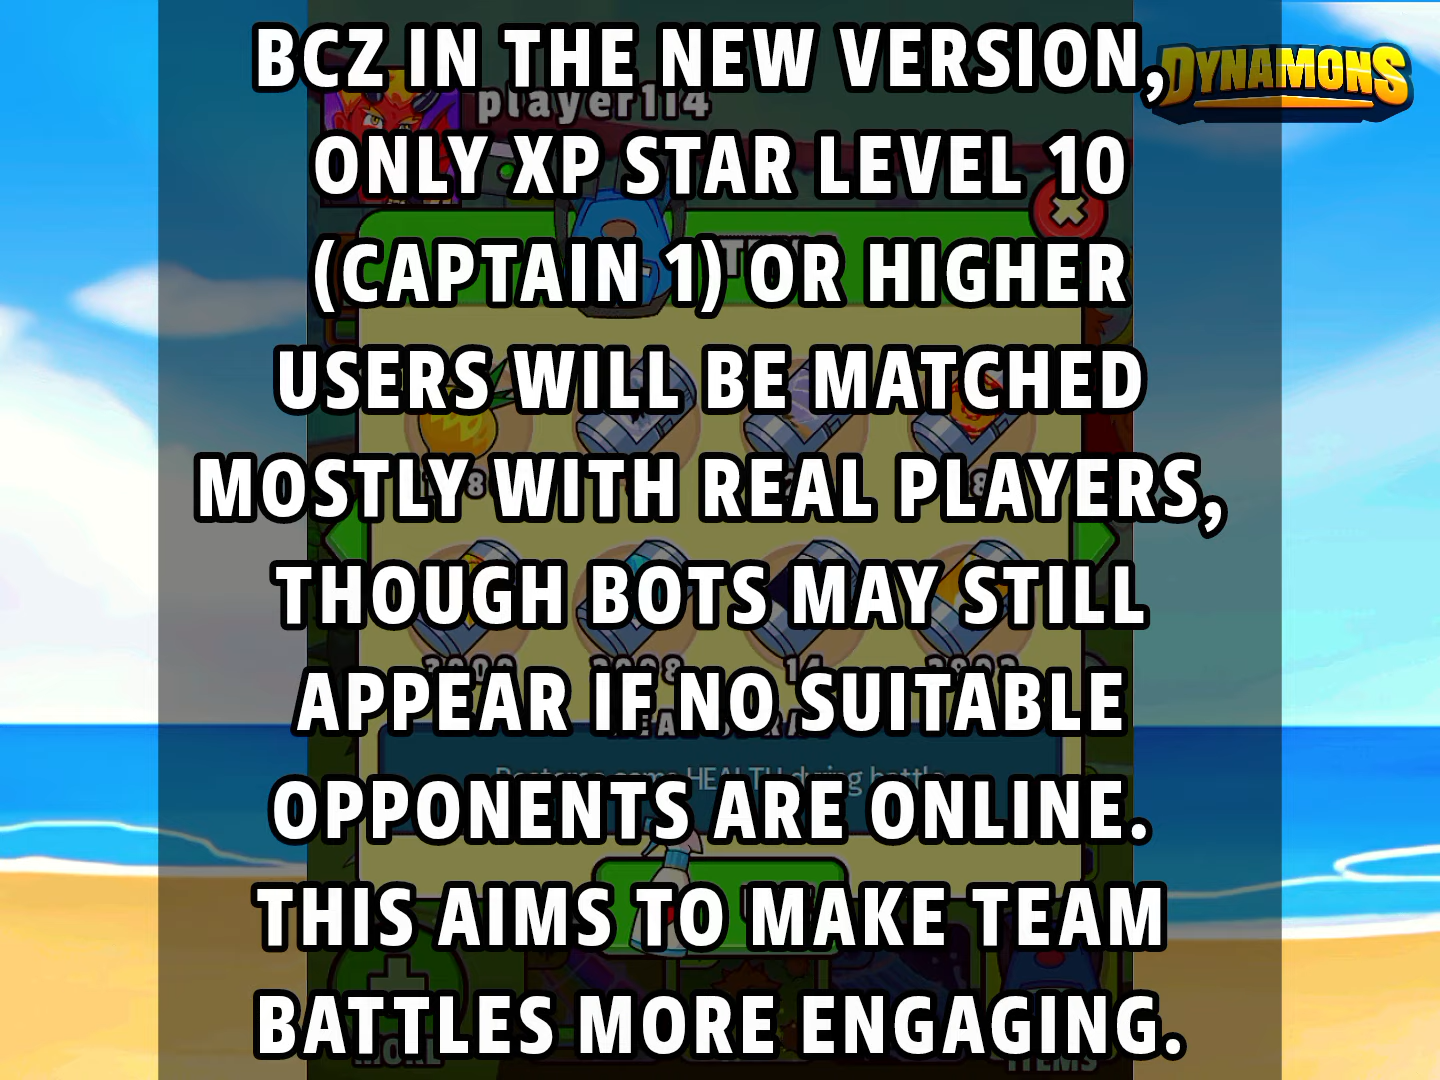 BCZ IN THE NEW VERSION,
DYNAMONS
player114
ONLY XP STAR LEVEL 10
(CAPTAIN 1) OR HIGHER
USERS WILL BE MATCHED
MOSTLY WITH REAL PLAYERS,
THOUGH BOTS MAY STILL
APPEAR IF NO SUITABLE
OPPONENTS ARE ONLINE.
THIS AIMS TO MAKE TEAM
BATTLES MORE ENGAGING.